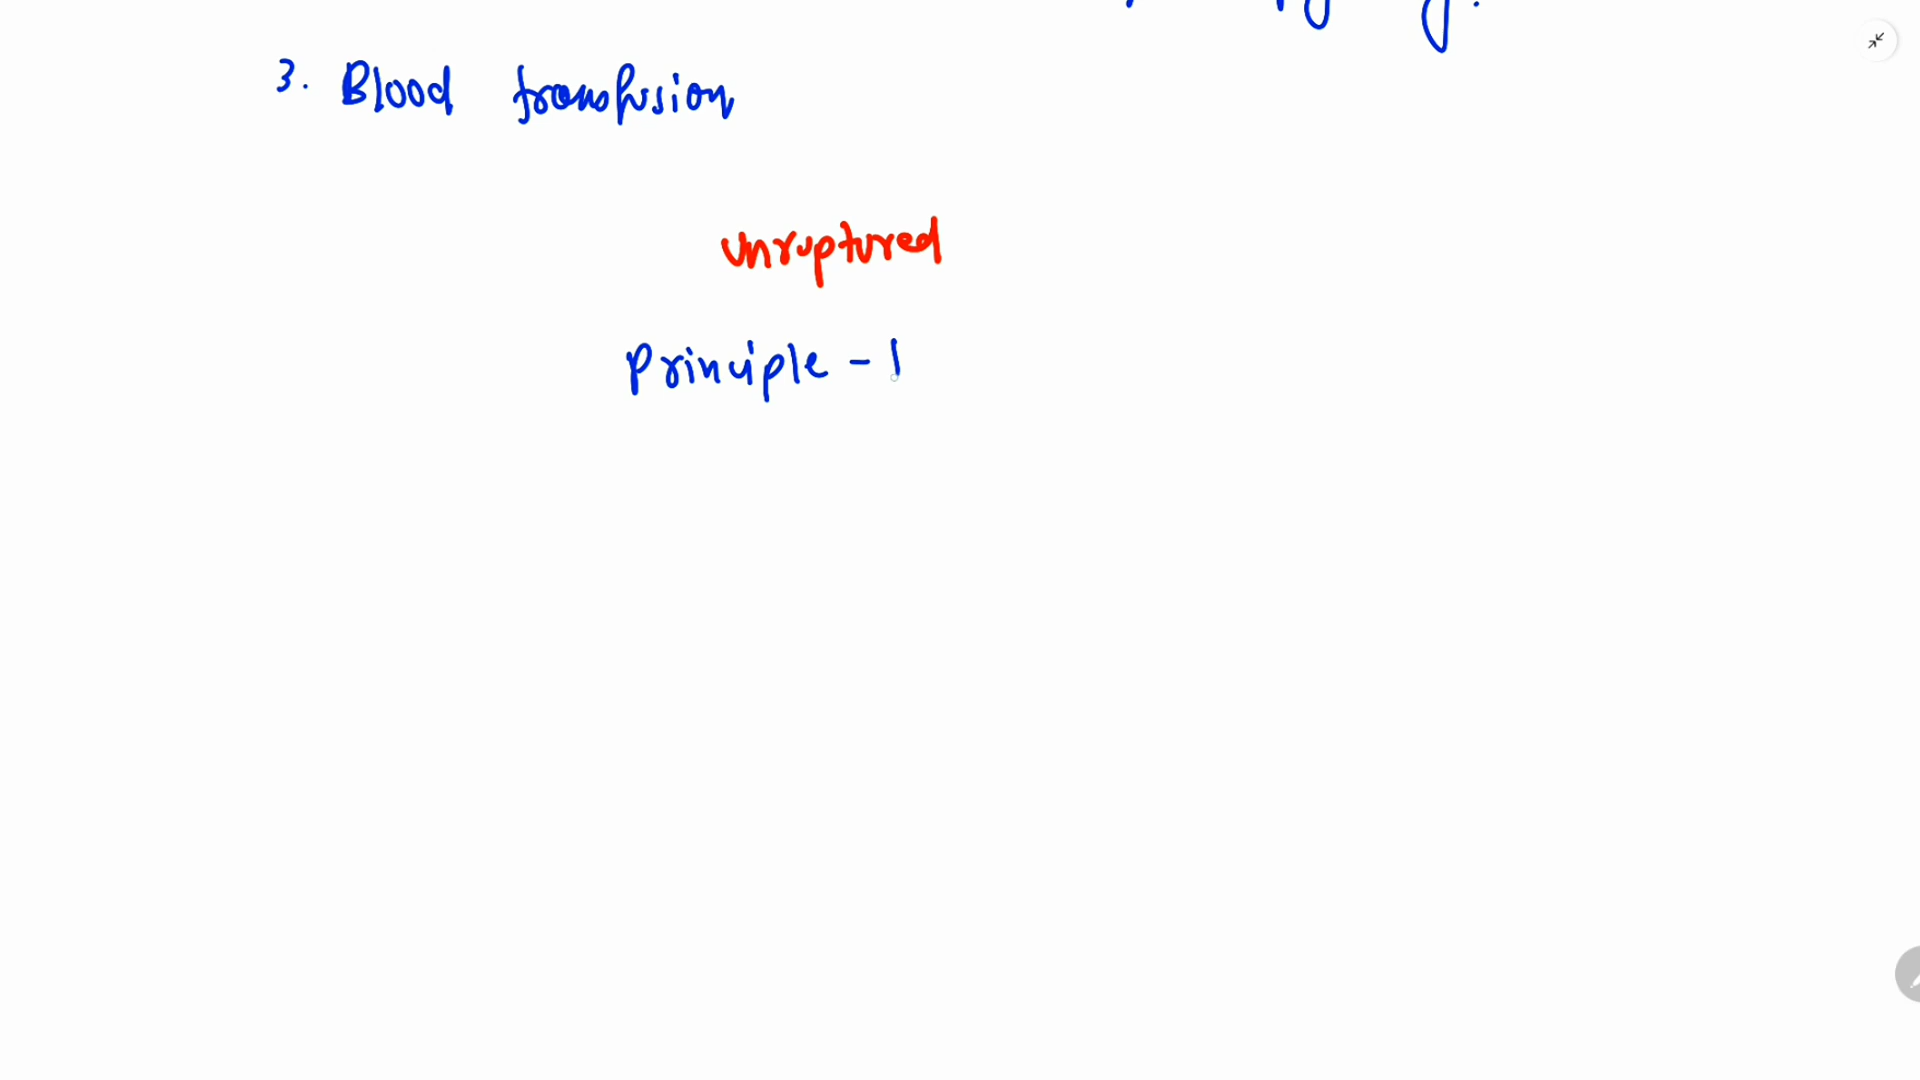 3. Blood transfusion
unruptured
Principle - 1